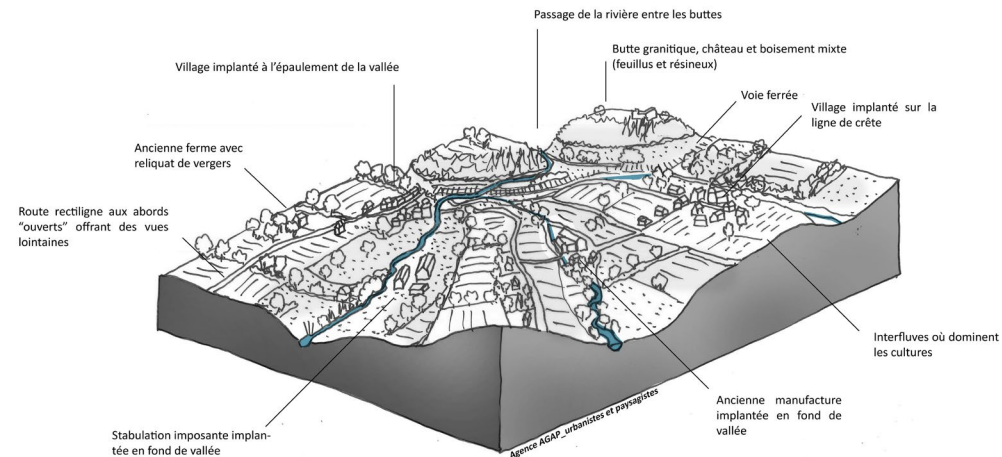 Passage de la rivière entre les buttes
Butte granitique, château et boisement mixte
(feuillus et résineux)
Village implanté à l'épaulement de la vallée
Voie ferrée
Village implanté sur la
ligne de crête
Ancienne ferme avec
reliquat de vergers
Route rectiligne aux abords
“ouverts” offrant des vues
lointaines
Interfluves où dominent
les cultures
Ancienne manufacture
implantée en fond de
vallée
Stabulation imposante implan-
tée en fond de vallée
Agence AGAP_urbanistes et paysagistes